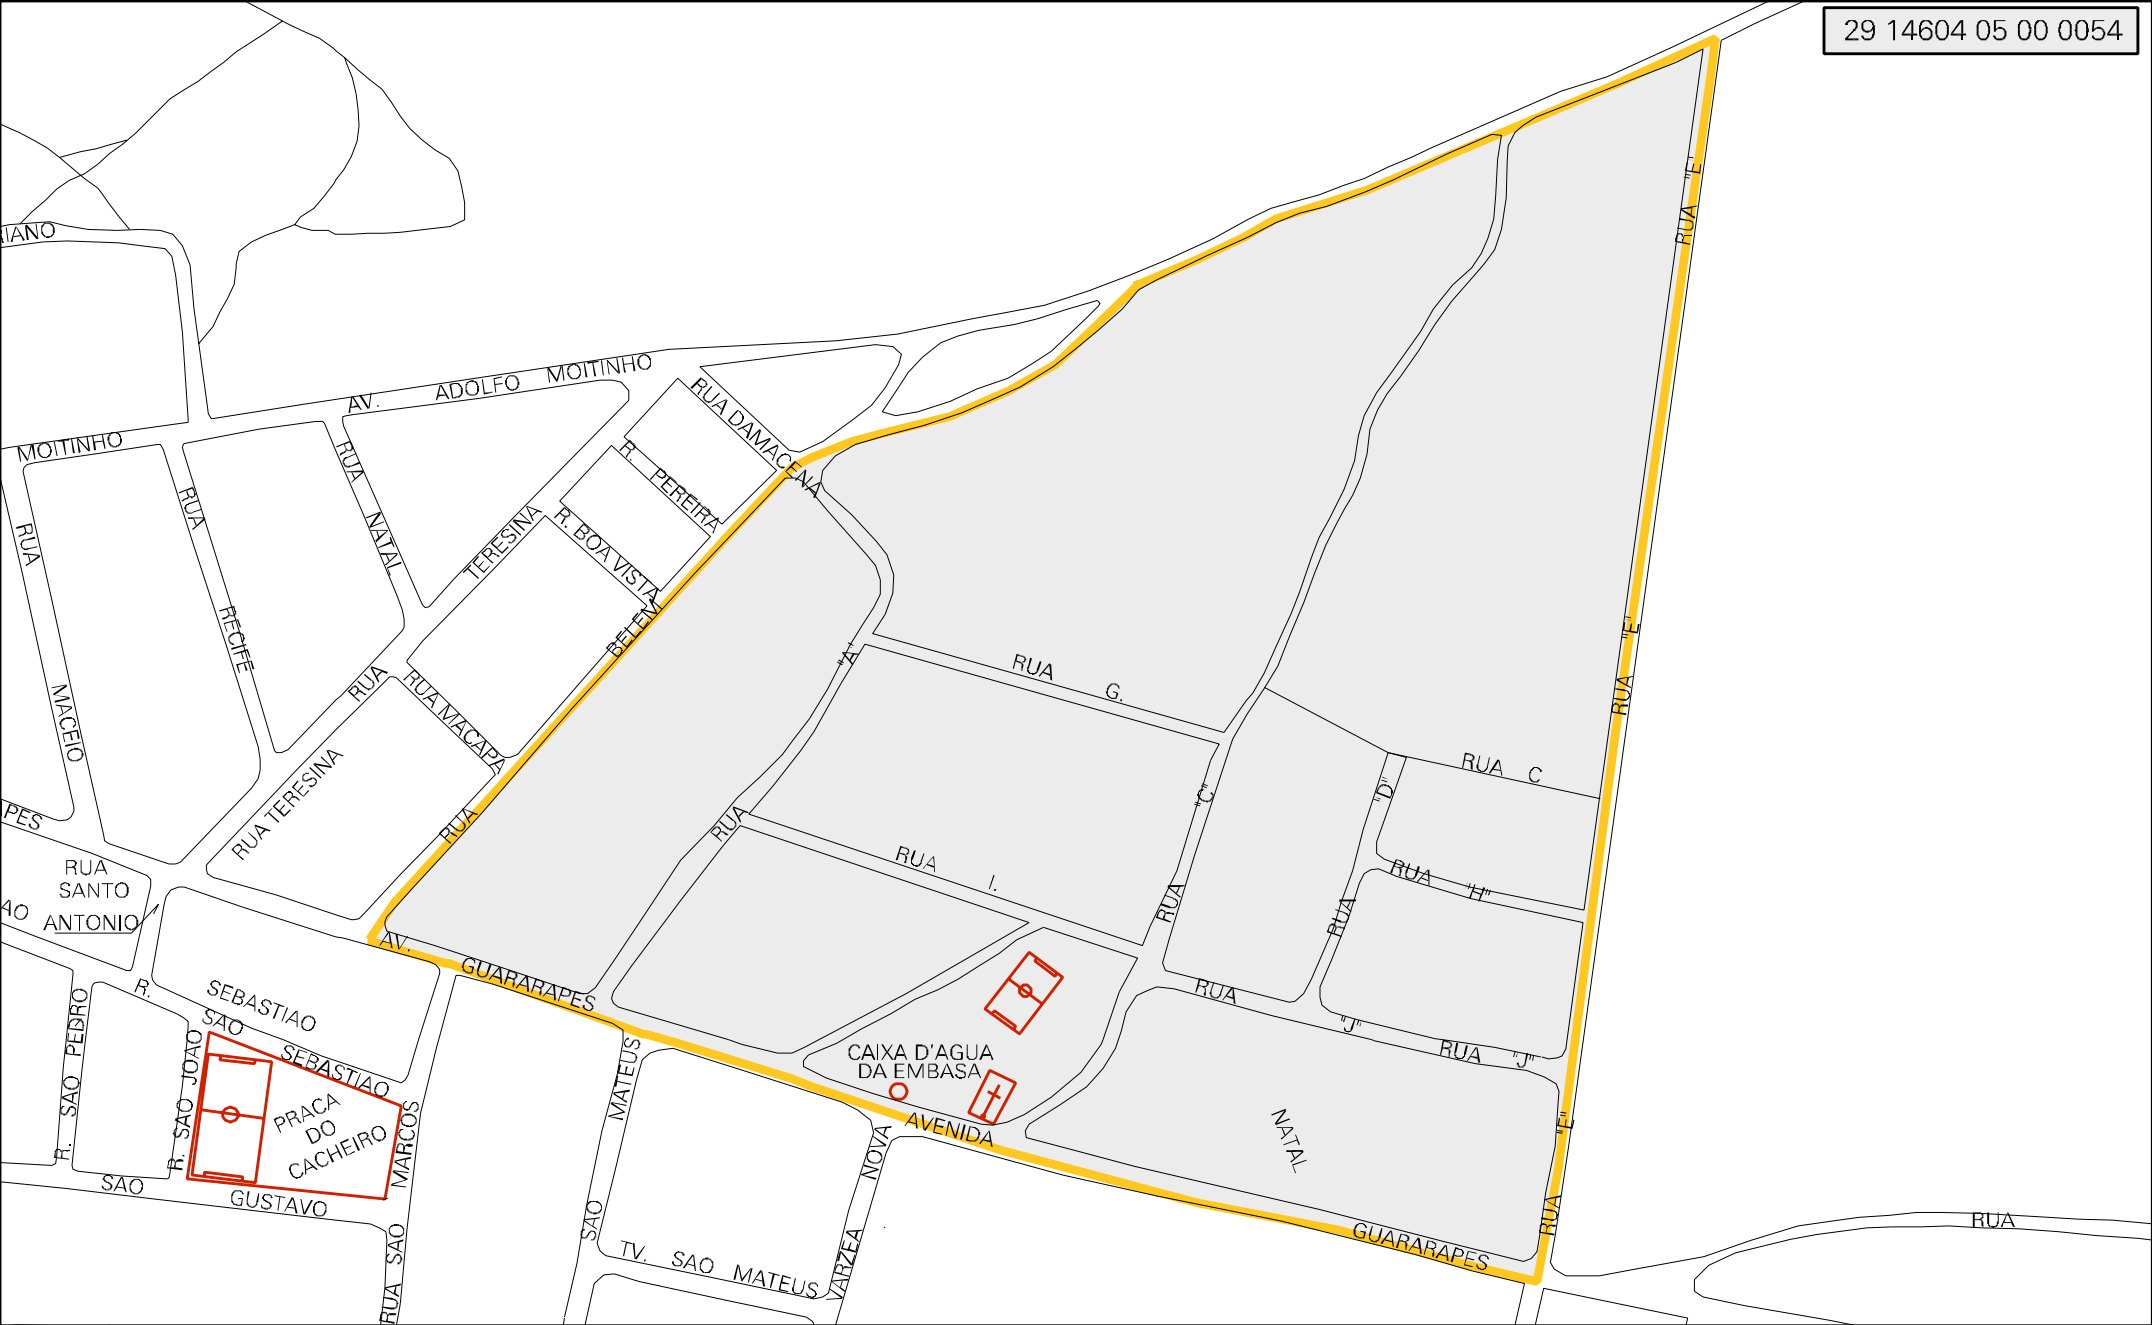 29 14604 05 00 0054
RUA "E"
AV. ADOLFO MOITINHO
MOITINHO
RUA DAMACENA
R. PEREIRA
R. BOA VISTA
RUA NATAL
RUA RECIFE
RUA MACEIO
RUA TERESINA
RUA TERESINA
RUA MACAPA
RUA BELEM
RUA "A"
RUA G.
RUA "E"
RUA C
RUA "C"
RUA "D"
RUA I.
RUA "H"
RUA "J"
RUA "J"
RUA "E"
RUA
SANTO
ANTONIO
AV. GUARARAPES
R. SAO SEBASTIAO
SEBASTIAO
R. SAO PEDRO
R. SAO JOAO
PRACA
DO
CACHEIRO
RUA SAO MARCOS
SAO GUSTAVO
SAO MATEUS
TV. SAO MATEUS
VARZEA NOVA
CAIXA D'AGUA
DA EMBASA
AVENIDA GUARARAPES
NATAL
RUA